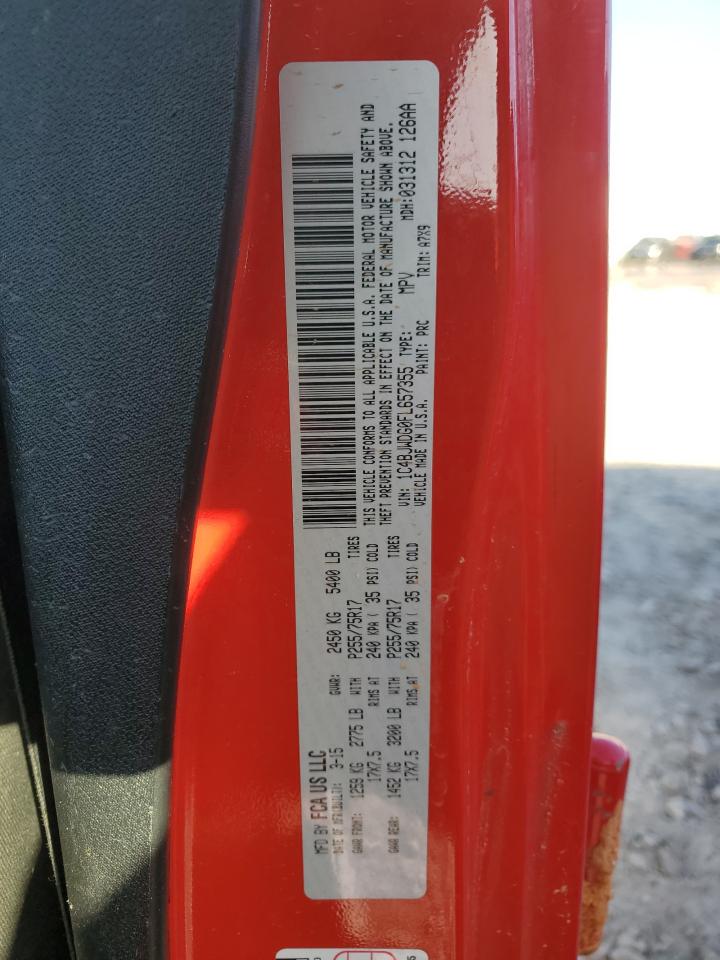 MFD BY FCA US LLC
DATE OF MFR(BUILT): 3-15 GVWR: 2450 KG 5400 LB
GAWR FRONT: 1259 KG 2775 LB WITH P255/75R17 TIRES
17X7.5 RIMS AT 240 KPA ( 35 PSI) COLD
GAWR REAR: 1452 KG 3200 LB WITH P255/75R17 TIRES
17X7.5 RIMS AT 240 KPA ( 35 PSI) COLD
THIS VEHICLE CONFORMS TO ALL APPLICABLE U.S.A. FEDERAL MOTOR VEHICLE SAFETY AND
THEFT PREVENTION STANDARDS IN EFFECT ON THE DATE OF MANUFACTURE SHOWN ABOVE.
VIN: 1C4BJWDG0FL657355 TYPE: MPV MDH:031312 126AA
VEHICLE MADE IN U.S.A. PAINT: PRC TRIM: A7X9